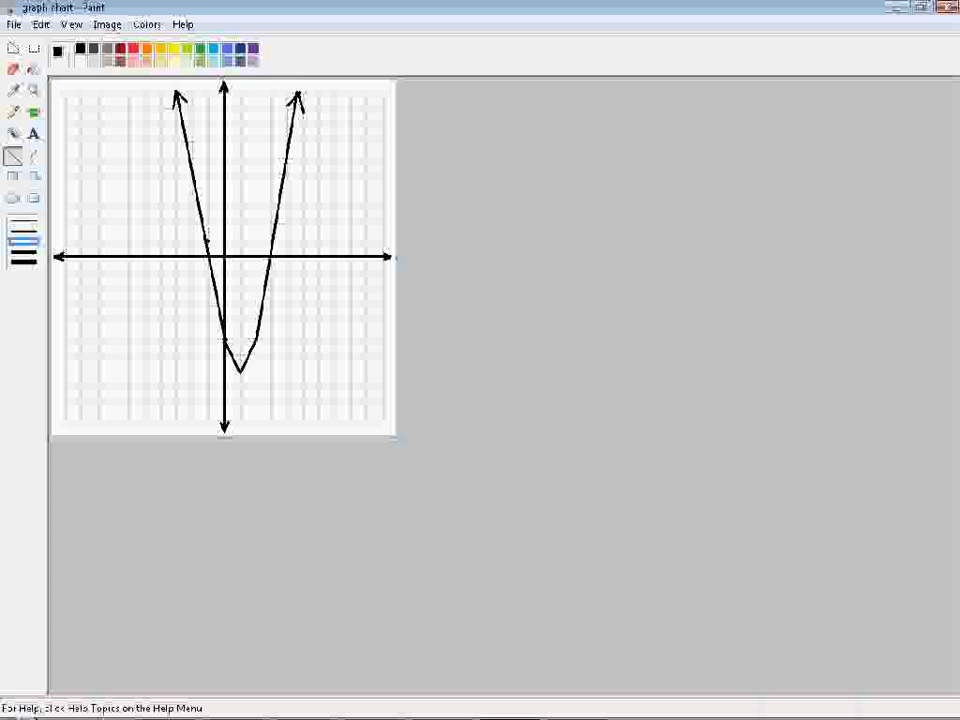 graph chart - Paint
File Edit View Image Colors Help
A
For Help, click Help Topics on the Help Menu